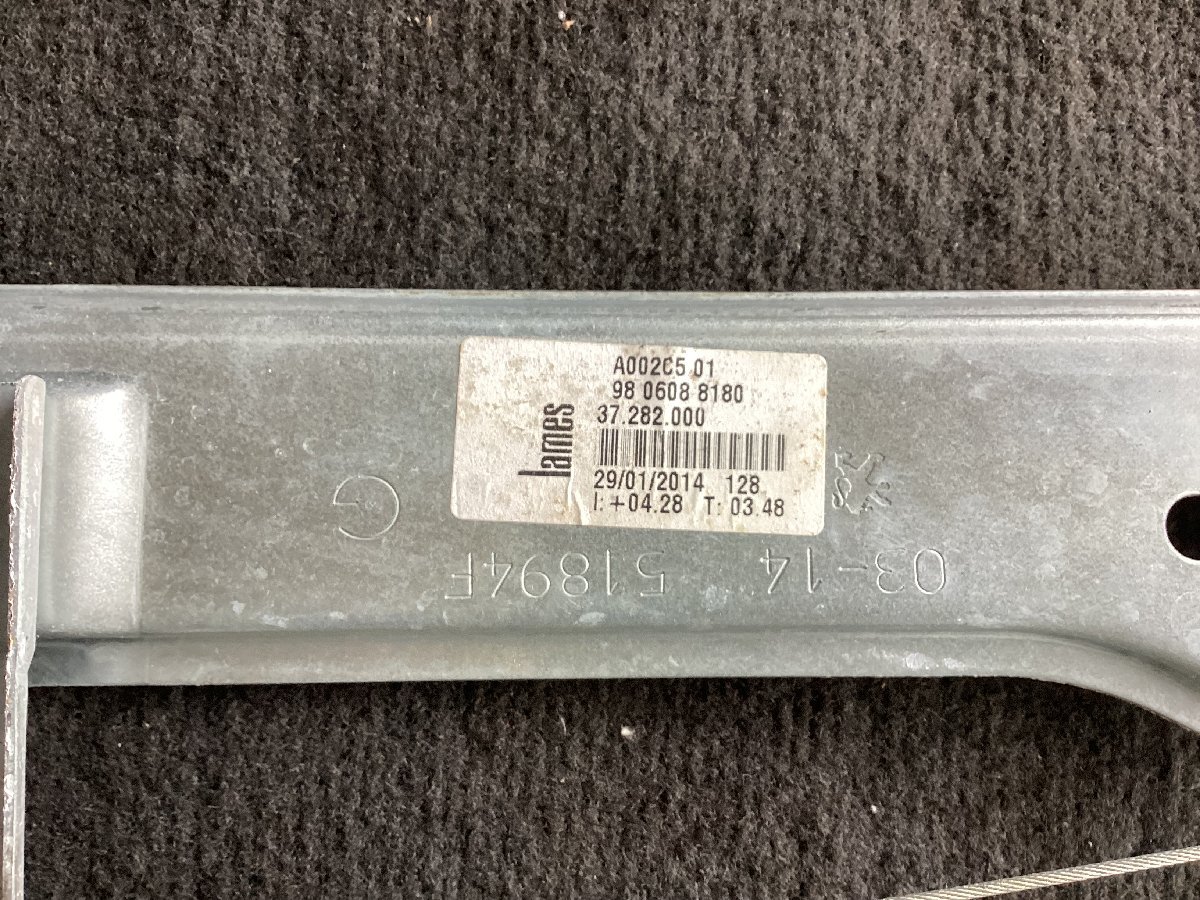 A002C5 01
98 0608 8180
37.282.000
lames
29/01/2014 128
I: +04.28 T: 03.48
G
03-14 51894F